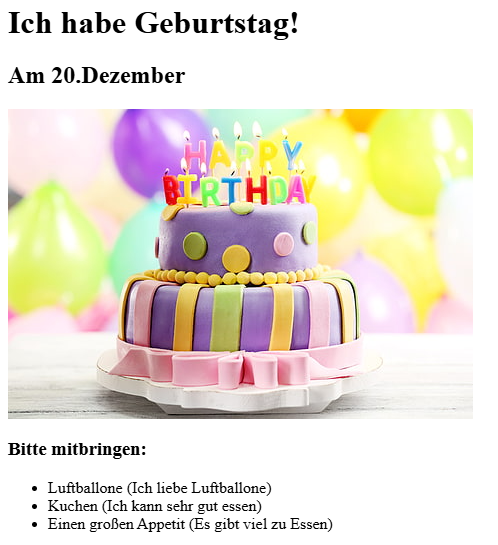 Ich habe Geburtstag!
Am 20.Dezember
HAPPY
BIRTHDAY
Bitte mitbringen:
Luftballone (Ich liebe Luftballone)
Kuchen (Ich kann sehr gut essen)
Einen großen Appetit (Es gibt viel zu Essen)